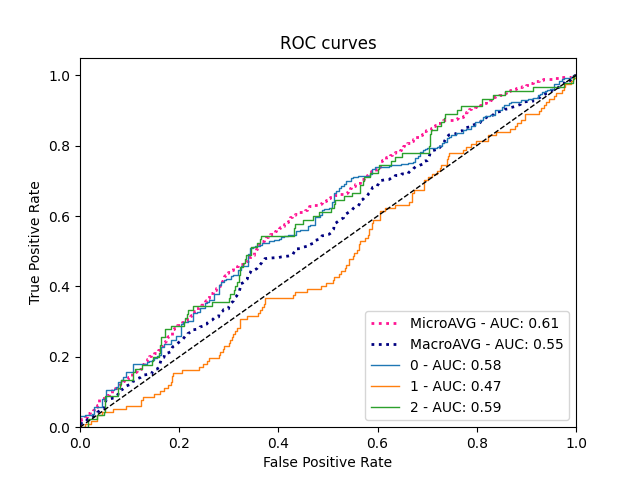 ROC curves
1.0
0.8
0.6
0.4
0.2
0.0
True Positive Rate
MicroAVG - AUC: 0.61
MacroAVG - AUC: 0.55
0 - AUC: 0.58
1 - AUC: 0.47
2 - AUC: 0.59
0.0 0.2 0.4 0.6 0.8 1.0
False Positive Rate